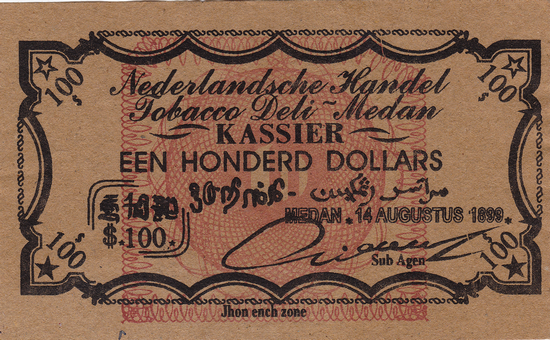 100
100
Nederlandsche Handel
Tobacco Deli-Medan
KASSIER
EEN HONDERD DOLLARS
MEDAN. 14 AUGUSTUS 1899.
$.100.
Sub Agen
100
100
Jhon ench zone